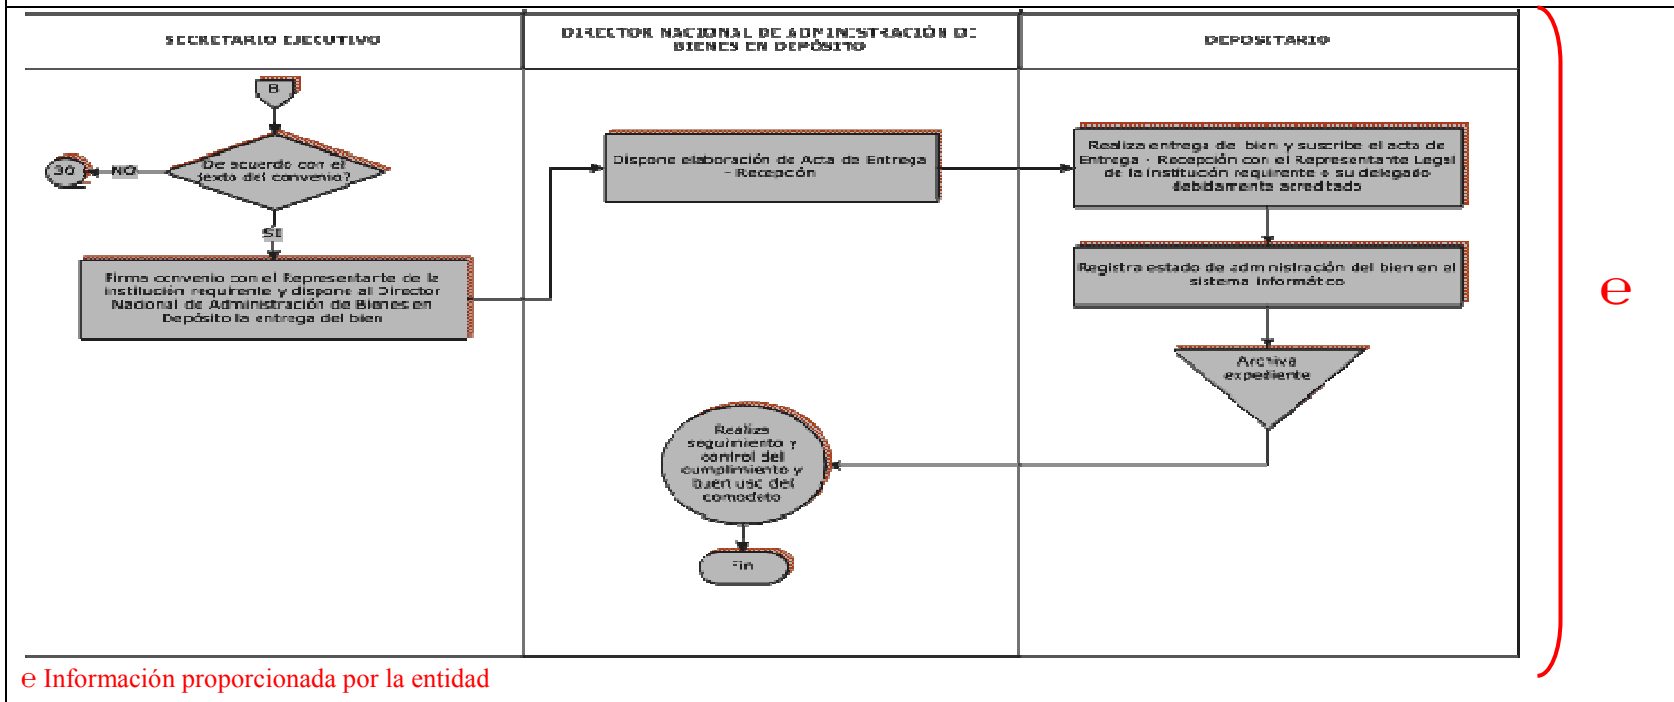 SECRETARIO EJECUTIVO
DIRECTOR NACIONAL DE ADMINISTRACIÓN DE
BIENES EN DEPÓSITO
DEPOSITARIO
B
De acuerdo con el
texto del convenio?
NO
30
SI
Firma convenio con el Representante de la
institución requirente y dispone al Director
Nacional de Administración de Bienes en
Depósito la entrega del bien
Dispone elaboración de Acta de Entrega
- Recepción
Realiza entrega del bien y suscribe el acta de
Entrega - Recepción con el Representante Legal
de la institución requirente o su delegado
debidamente acreditado
Registra estado de administración del bien en el
sistema informático
Archiva
expediente
Realiza
seguimiento y
control del
cumplimiento y
buen uso del
comodato
Fin
℮
℮ Información proporcionada por la entidad